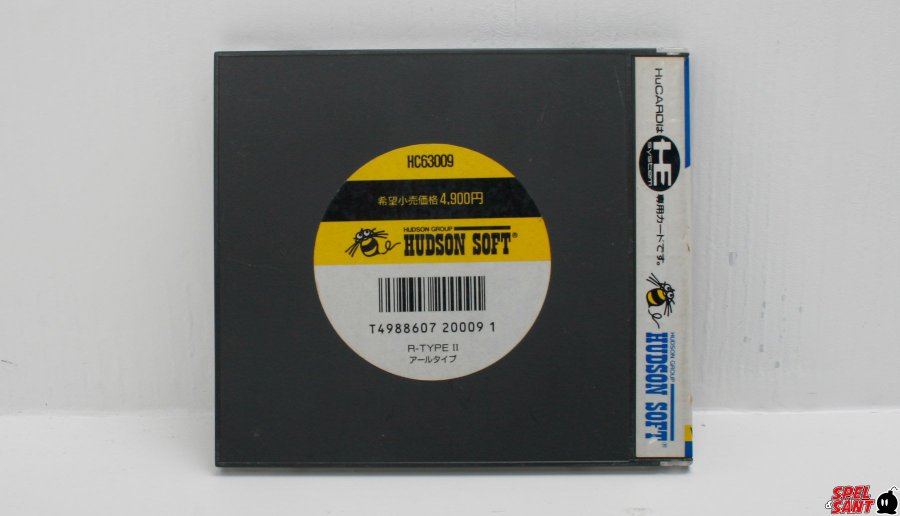 HC63009
希望小売価格 4,900円
HUDSON GROUP
HUDSON SOFT®
T4988607 20009 1
R-TYPE II
アールタイプ
HuCARDは
HE
system
専用カードです。
HUDSON GROUP
HUDSON SOFT®
SPEL
SANT